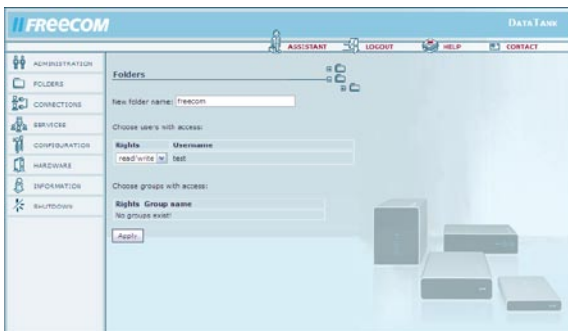 FREECOM
DATATANK
ASSISTANT LOGOUT HELP CONTACT
ADMINISTRATION
FOLDERS
CONNECTIONS
SERVICES
CONFIGURATION
HARDWARE
INFORMATION
SHUTDOWN
Folders
New folder name: freecom
Choose users with access:
Rights Username
read/write test
Choose groups with access:
Rights Group name
No groups exist!
Apply